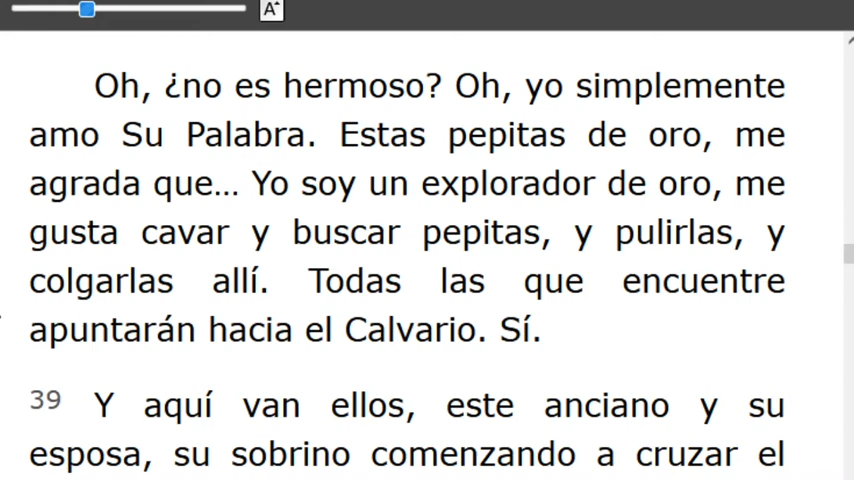 A
Oh, ¿no es hermoso? Oh, yo simplemente
amo Su Palabra. Estas pepitas de oro, me
agrada que... Yo soy un explorador de oro, me
gusta cavar y buscar pepitas, y pulirlas, y
colgarlas allí. Todas las que encuentre
apuntarán hacia el Calvario. Sí.
39 Y aquí van ellos, este anciano y su
esposa, su sobrino comenzando a cruzar el